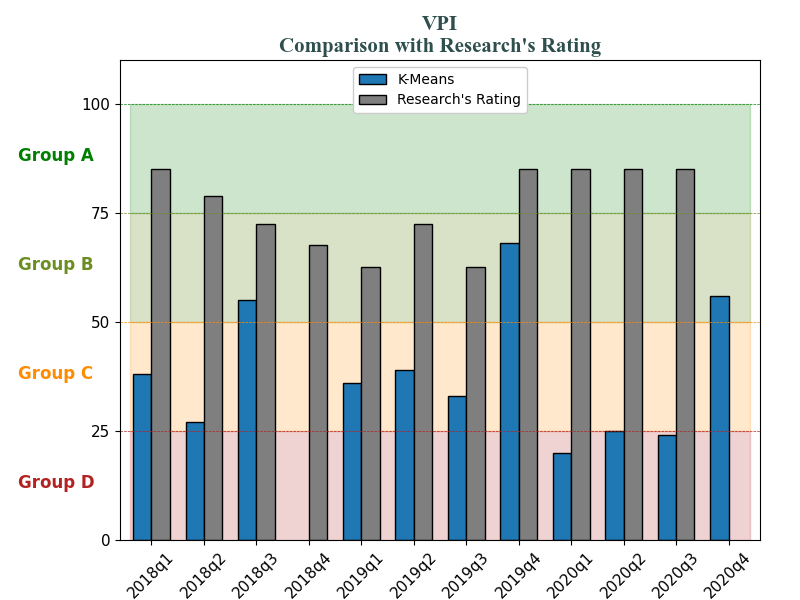 VPI
Comparison with Research's Rating
K-Means
Research's Rating
100
Group A
75
Group B
50
Group C
25
Group D
0
2018q1
2018q2
2018q3
2018q4
2019q1
2019q2
2019q3
2019q4
2020q1
2020q2
2020q3
2020q4